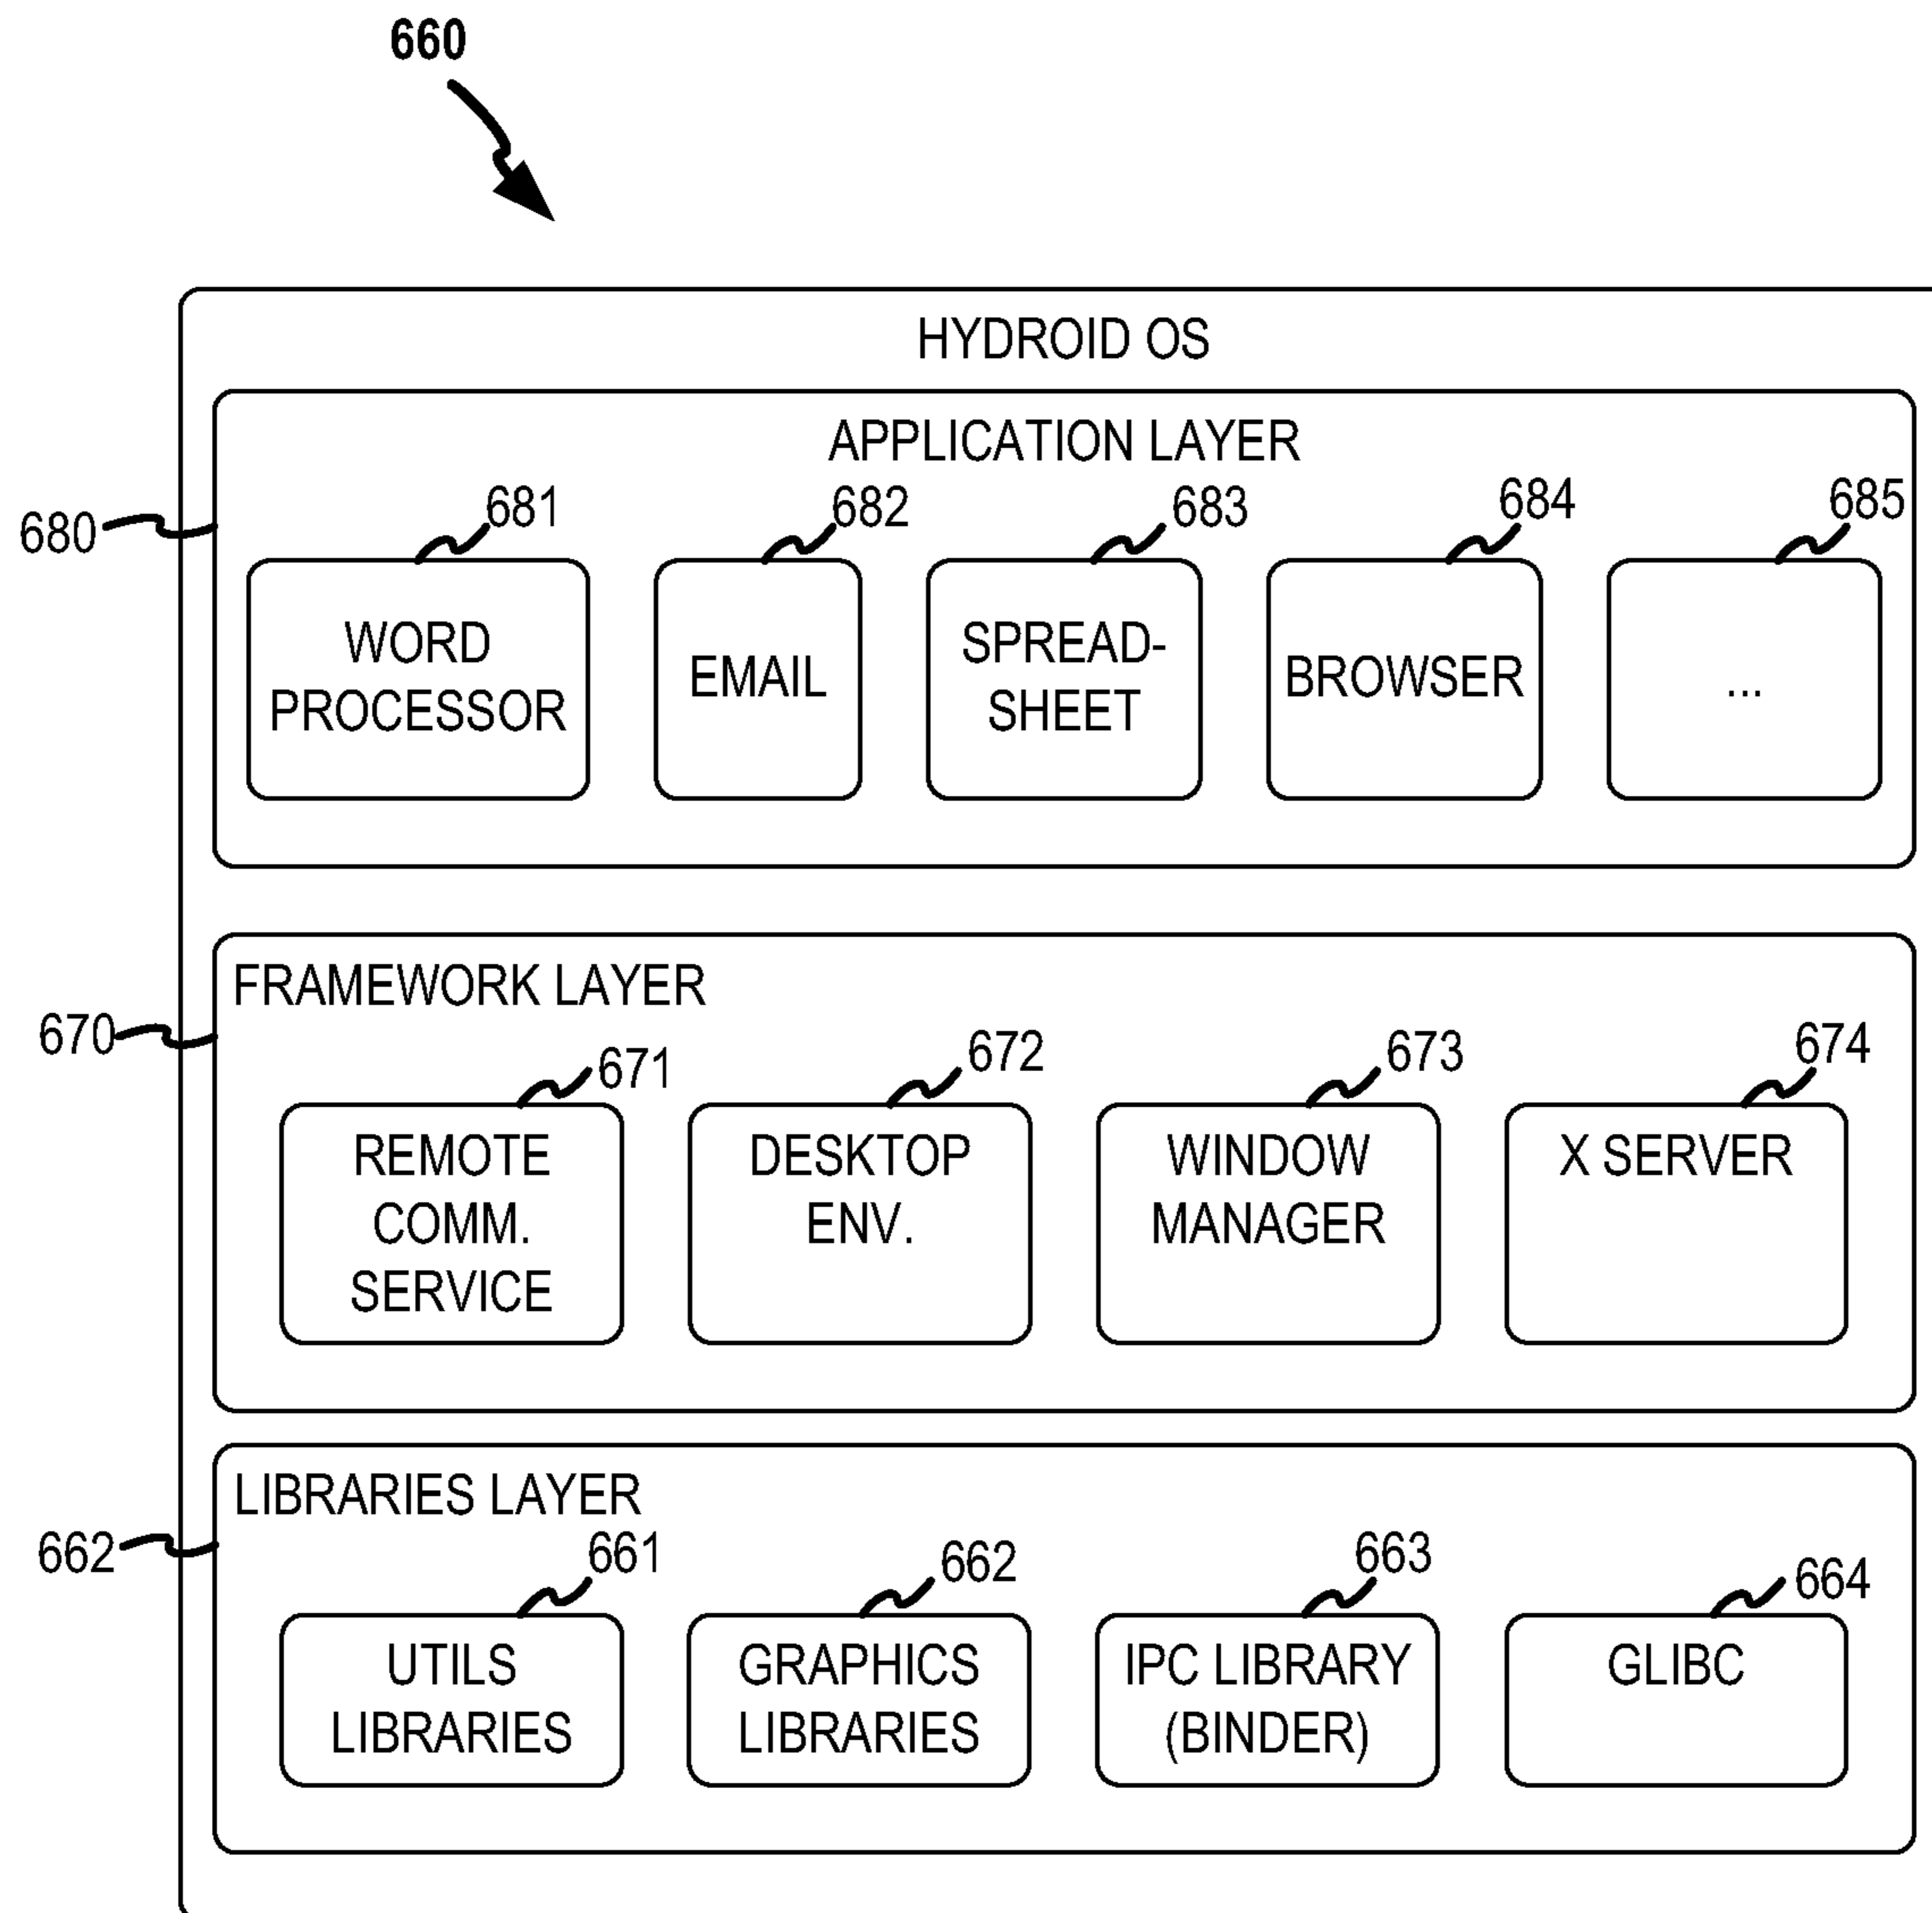 660
HYDROID OS
APPLICATION LAYER
680
681
682
683
684
685
WORD
PROCESSOR
EMAIL
SPREAD-
SHEET
BROWSER
...
FRAMEWORK LAYER
670
671
672
673
674
REMOTE
COMM.
SERVICE
DESKTOP
ENV.
WINDOW
MANAGER
X SERVER
LIBRARIES LAYER
662
661
662
663
664
UTILS
LIBRARIES
GRAPHICS
LIBRARIES
IPC LIBRARY
(BINDER)
GLIBC